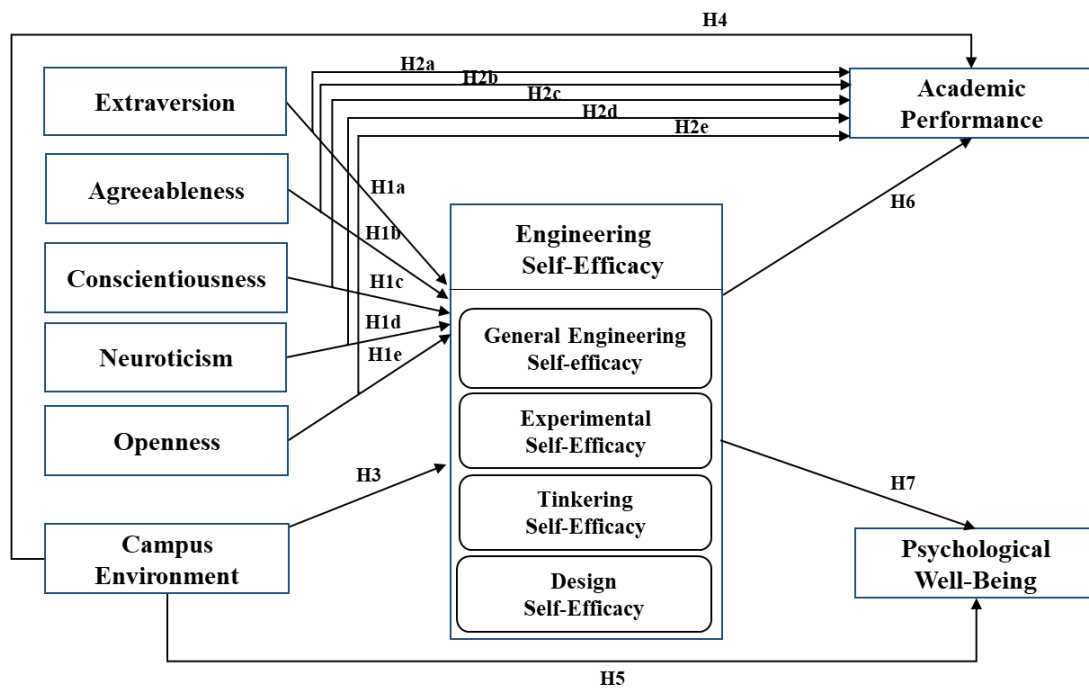 H4
H2a
H2b
H2c
H2d
H2e
Extraversion
Academic
Performance
Agreeableness
H1a
H6
H1b
Engineering
Self-Efficacy
Conscientiousness
H1c
H1d
General Engineering
Self-efficacy
Neuroticism
H1e
Experimental
Self-Efficacy
Openness
H3
H7
Tinkering
Self-Efficacy
Campus
Environment
Psychological
Well-Being
Design
Self-Efficacy
H5